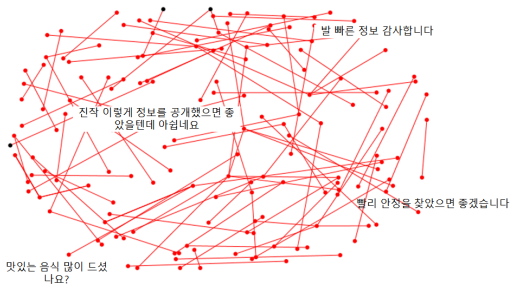 발 빠른 정보 감사합니다
진작 이렇게 정보를 공개했으면 좋
았을텐데 아쉽네요
빨리 안정을 찾았으면 좋겠습니다
맛있는 음식 많이 드셨
나요?